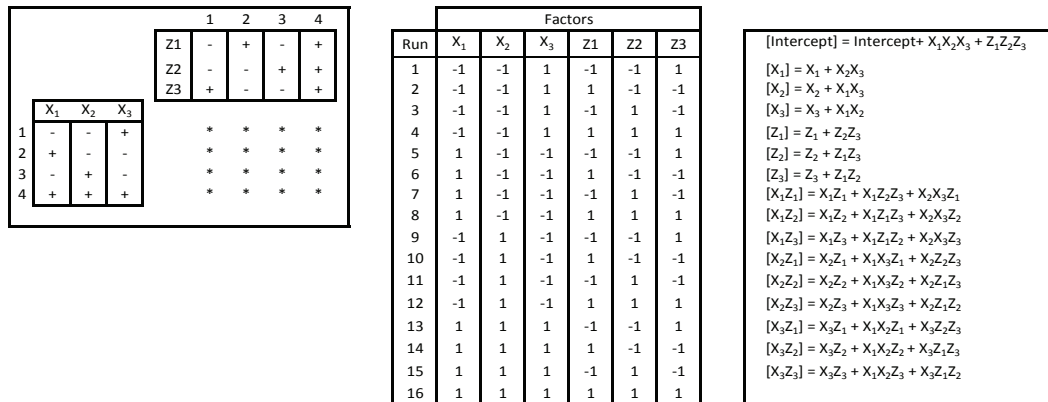 1 2 3 4
Z1 - + - +
Z2 - - + +
Z3 + - - +
X₁ X₂ X₃
1 - - + * * * *
2 + - - * * * *
3 - + - * * * *
4 + + + * * * *
Factors
Run X₁ X₂ X₃ Z1 Z2 Z3
1 -1 -1 1 -1 -1 1
2 -1 -1 1 1 -1 -1
3 -1 -1 1 -1 1 -1
4 -1 -1 1 1 1 1
5 1 -1 -1 -1 -1 1
6 1 -1 -1 1 -1 -1
7 1 -1 -1 -1 1 -1
8 1 -1 -1 1 1 1
9 -1 1 -1 -1 -1 1
10 -1 1 -1 1 -1 -1
11 -1 1 -1 -1 1 -1
12 -1 1 -1 1 1 1
13 1 1 1 -1 -1 1
14 1 1 1 1 -1 -1
15 1 1 1 -1 1 -1
16 1 1 1 1 1 1
[Intercept] = Intercept+ X₁X₂X₃ + Z₁Z₂Z₃
[X₁] = X₁ + X₂X₃
[X₂] = X₂ + X₁X₃
[X₃] = X₃ + X₁X₂
[Z₁] = Z₁ + Z₂Z₃
[Z₂] = Z₂ + Z₁Z₃
[Z₃] = Z₃ + Z₁Z₂
[X₁Z₁] = X₁Z₁ + X₁Z₂Z₃ + X₂X₃Z₁
[X₁Z₂] = X₁Z₂ + X₁Z₁Z₃ + X₂X₃Z₂
[X₁Z₃] = X₁Z₃ + X₁Z₁Z₂ + X₂X₃Z₃
[X₂Z₁] = X₂Z₁ + X₁X₃Z₁ + X₂Z₂Z₃
[X₂Z₂] = X₂Z₂ + X₁X₃Z₂ + X₂Z₁Z₃
[X₂Z₃] = X₂Z₃ + X₁X₃Z₃ + X₂Z₁Z₂
[X₃Z₁] = X₃Z₁ + X₁X₂Z₁ + X₃Z₂Z₃
[X₃Z₂] = X₃Z₂ + X₁X₂Z₂ + X₃Z₁Z₃
[X₃Z₃] = X₃Z₃ + X₁X₂Z₃ + X₃Z₁Z₂